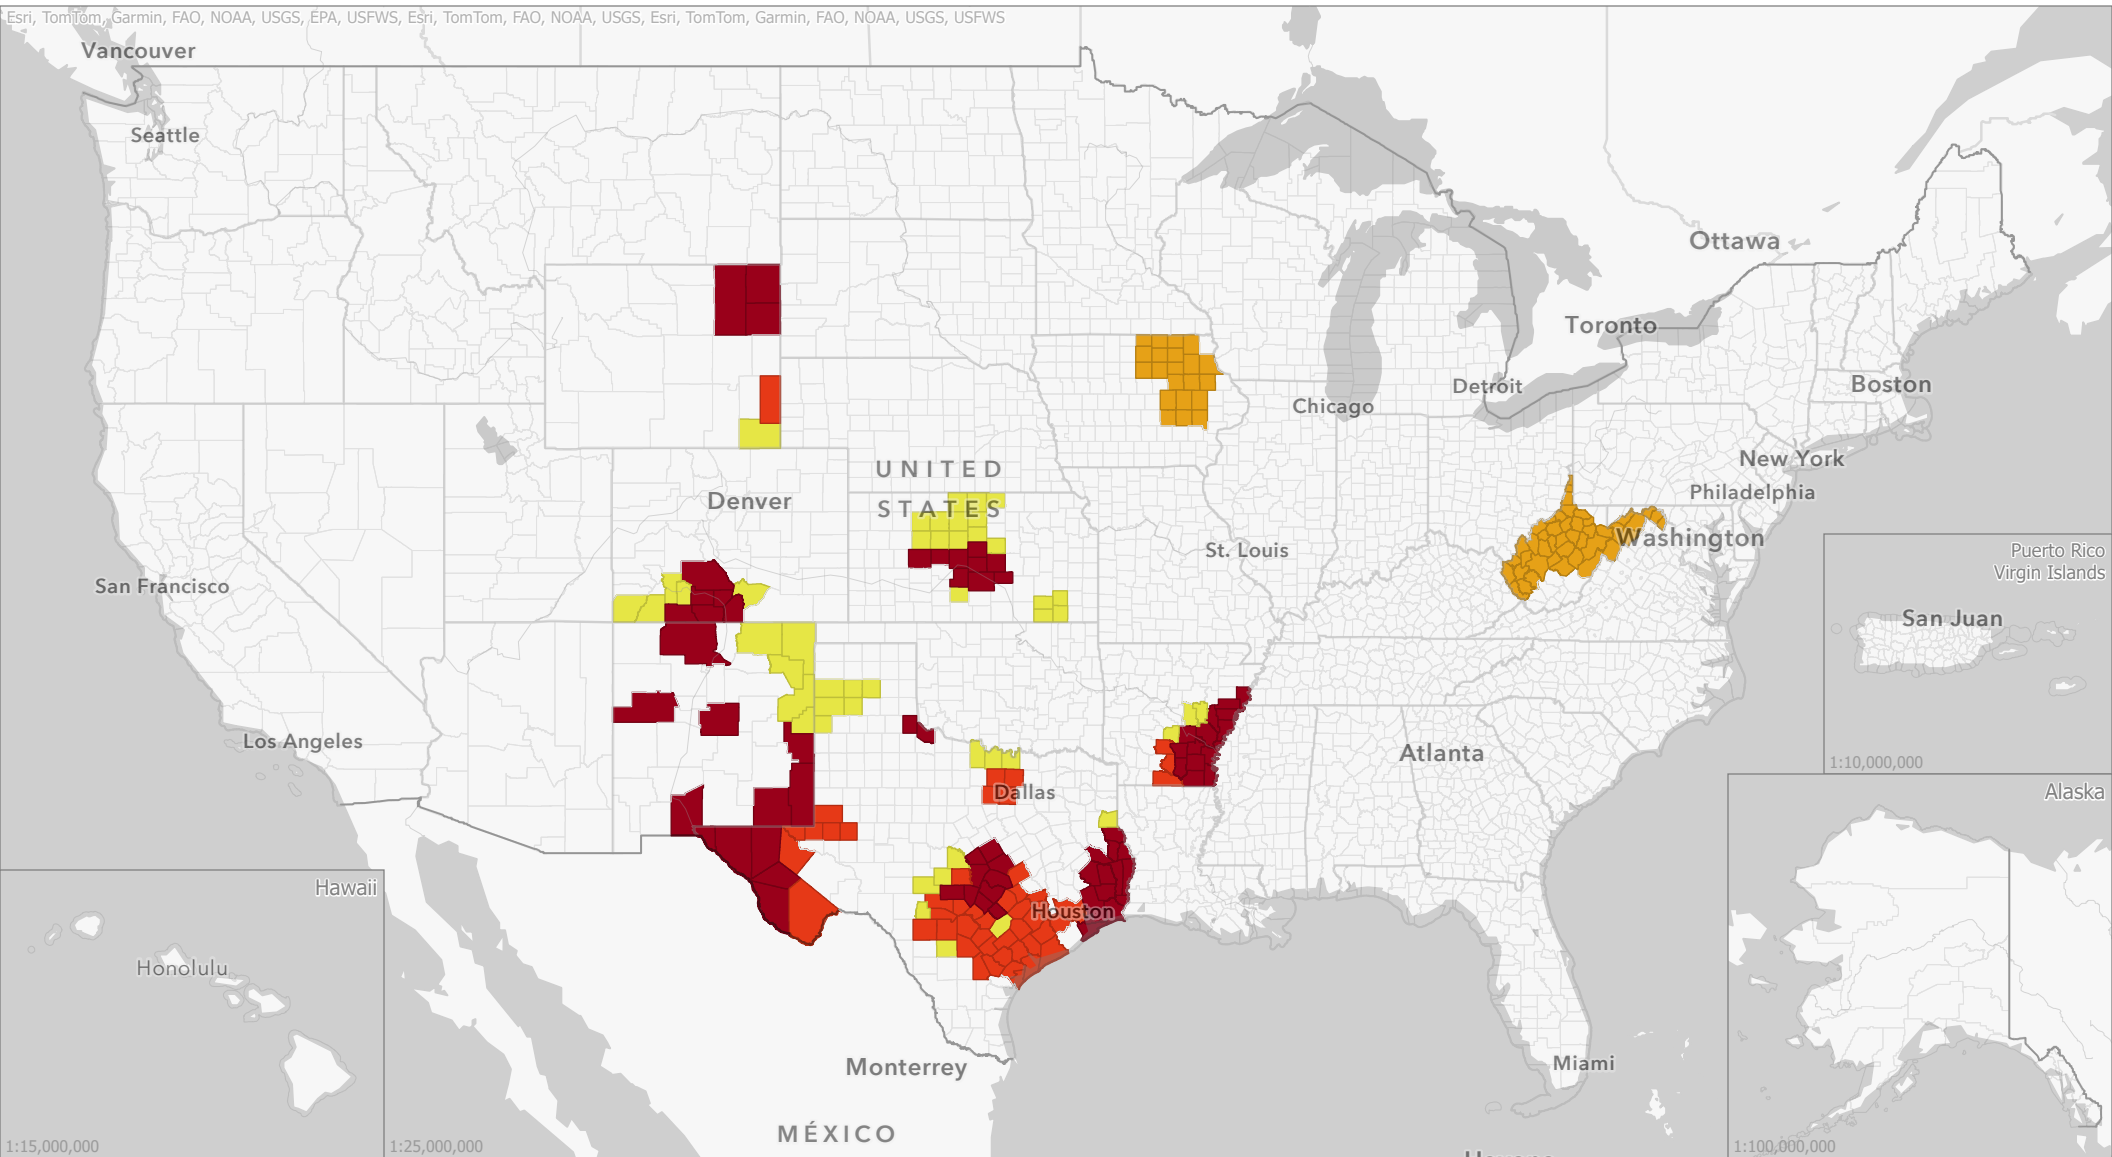 Esri, TomTom, Garmin, FAO, NOAA, USGS, EPA, USFWS, Esri, TomTom, FAO, NOAA, USGS, Esri, TomTom, Garmin, FAO, NOAA, USGS, USFWS
Vancouver
Seattle
Ottawa
Toronto
Boston
Detroit
Chicago
New York
UNITED
STATES
Denver
Philadelphia
Washington
St. Louis
San Francisco
Puerto Rico
Virgin Islands
San Juan
Los Angeles
Atlanta
1:10,000,000
Dallas
Alaska
Hawaii
Houston
Honolulu
Monterrey
Miami
MÉXICO
1:15,000,000
1:25,000,000
1:100,000,000